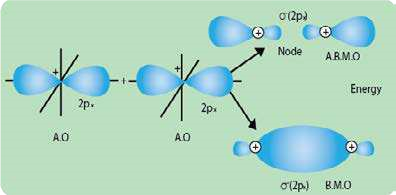 σ*(2pₓ)
Node
A.B.M.O
+
2pₓ
A.O
+
+
2pₓ
A.O
Energy
σ(2pₓ) B.M.O